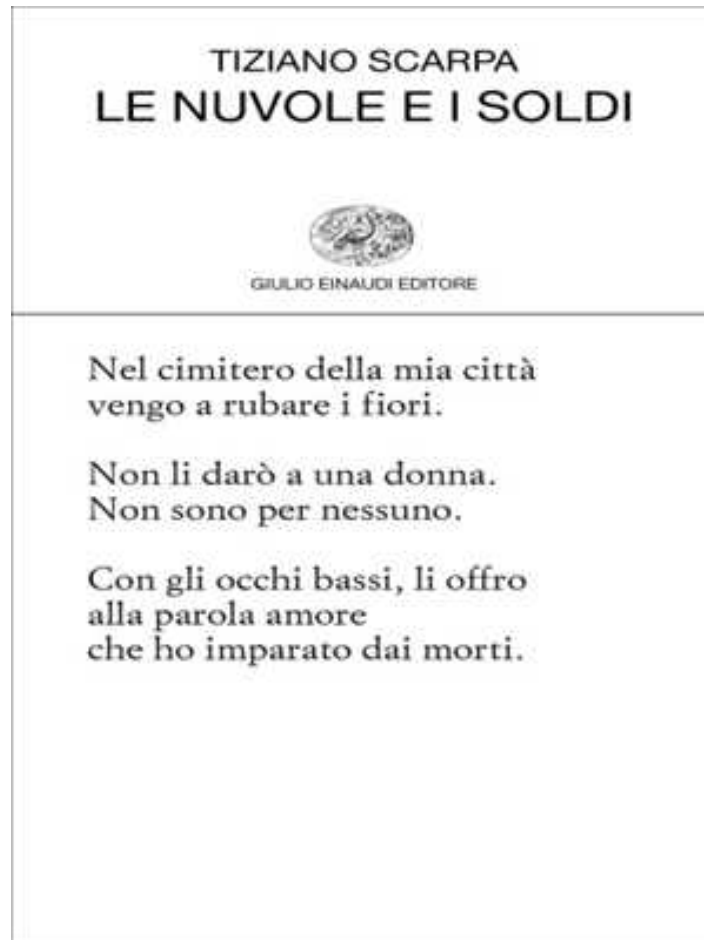 TIZIANO SCARPA
LE NUVOLE E I SOLDI
GIULIO EINAUDI EDITORE
Nel cimitero della mia città
vengo a rubare i fiori.
Non li darò a una donna.
Non sono per nessuno.
Con gli occhi bassi, li offro
alla parola amore
che ho imparato dai morti.